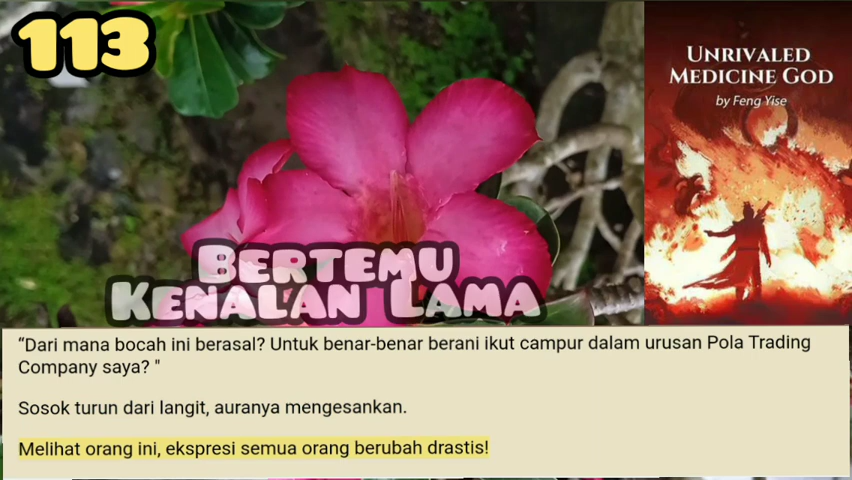 113
UNRIVALED
MEDICINE GOD
by Feng Yise
BERTEMU
KENALAN LAMA
“Dari mana bocah ini berasal? Untuk benar-benar berani ikut campur dalam urusan Pola Trading
Company saya? "
Sosok turun dari langit, auranya mengesankan.
Melihat orang ini, ekspresi semua orang berubah drastis!